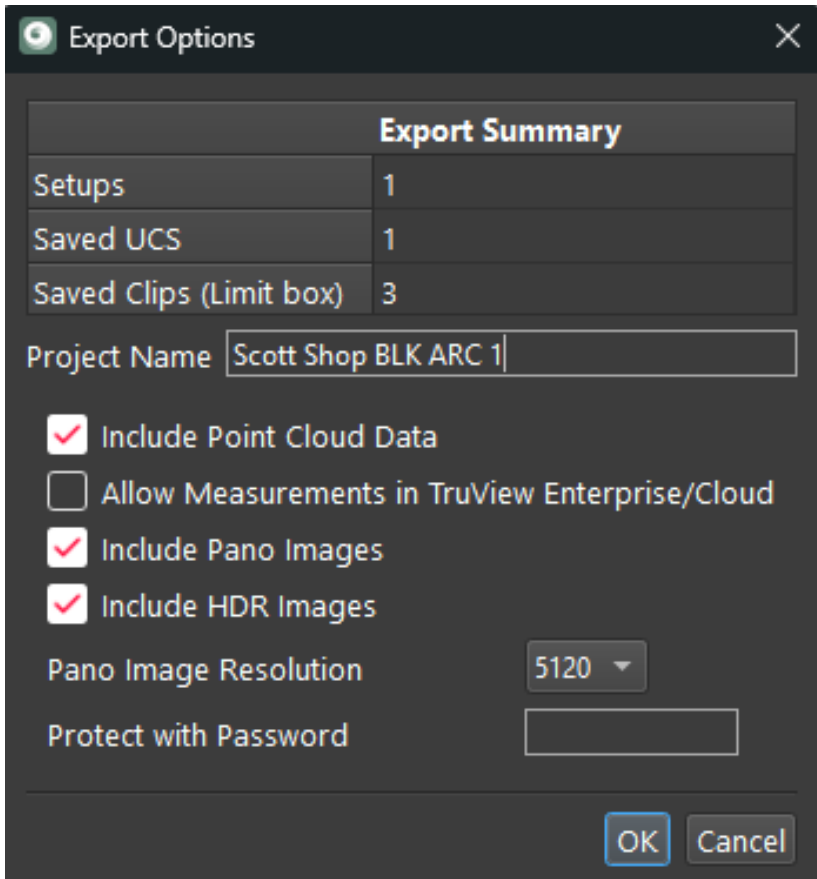 Export Options
Export Summary
Setups 1
Saved UCS 1
Saved Clips (Limit box) 3
Project Name Scott Shop BLK ARC 1
Include Point Cloud Data
Allow Measurements in TruView Enterprise/Cloud
Include Pano Images
Include HDR Images
Pano Image Resolution 5120
Protect with Password
OK Cancel